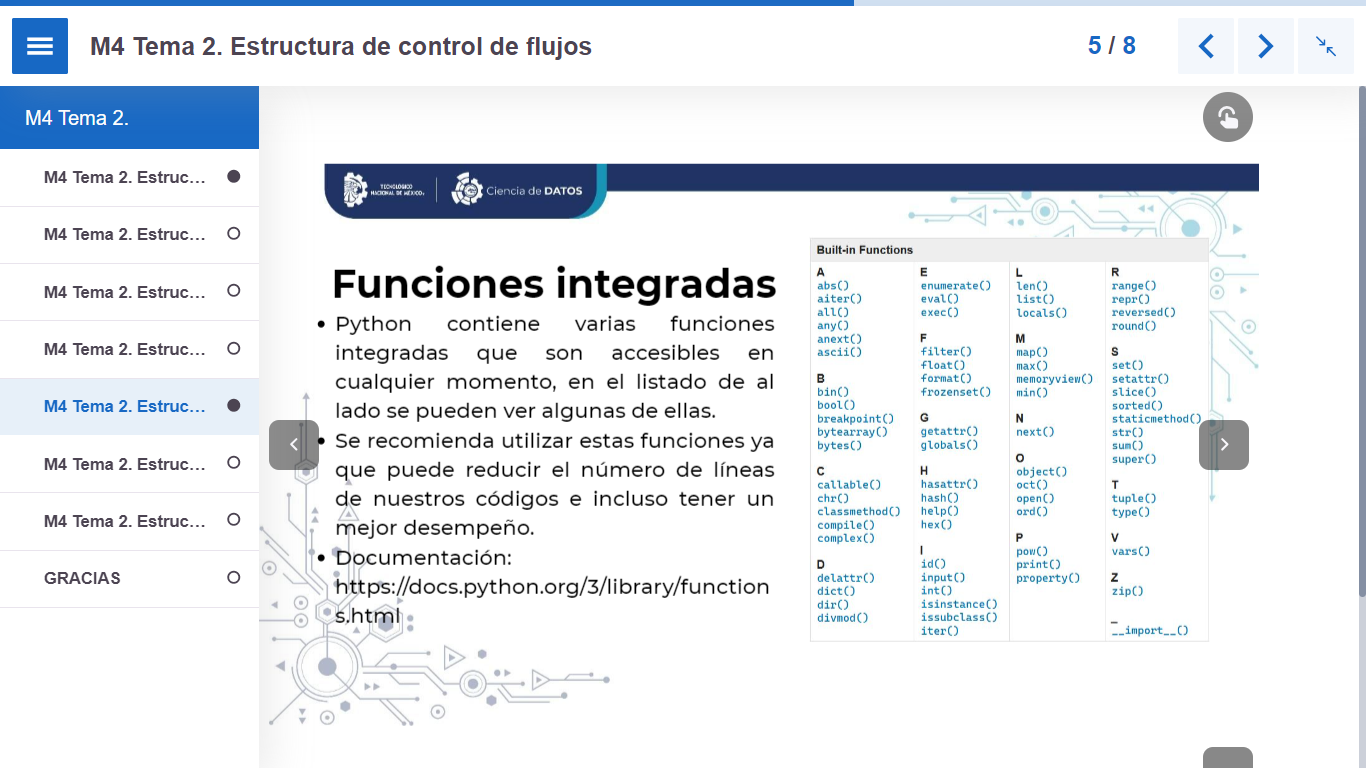 M4 Tema 2. Estructura de control de flujos
5 / 8
M4 Tema 2.
M4 Tema 2. Estruc...
M4 Tema 2. Estruc...
M4 Tema 2. Estruc...
M4 Tema 2. Estruc...
M4 Tema 2. Estruc...
M4 Tema 2. Estruc...
M4 Tema 2. Estruc...
GRACIAS
TECNOLÓGICO
NACIONAL DE MÉXICO
Ciencia de DATOS
Funciones integradas
• Python contiene varias funciones
integradas que son accesibles en
cualquier momento, en el listado de al
lado se pueden ver algunas de ellas.
• Se recomienda utilizar estas funciones ya
que puede reducir el número de líneas
de nuestros códigos e incluso tener un
mejor desempeño.
• Documentación:
https://docs.python.org/3/library/function
s.html
Built-in Functions
A
abs()
aiter()
all()
any()
anext()
ascii()
B
bin()
bool()
breakpoint()
bytearray()
bytes()
C
callable()
chr()
classmethod()
compile()
complex()
D
delattr()
dict()
dir()
divmod()
E
enumerate()
eval()
exec()
F
filter()
float()
format()
frozenset()
G
getattr()
globals()
H
hasattr()
hash()
help()
hex()
I
id()
input()
int()
isinstance()
issubclass()
iter()
L
len()
list()
locals()
M
map()
max()
memoryview()
min()
N
next()
O
object()
oct()
open()
ord()
P
pow()
print()
property()
R
range()
repr()
reversed()
round()
S
set()
setattr()
slice()
sorted()
staticmethod()
str()
sum()
super()
T
tuple()
type()
V
vars()
Z
zip()
_
__import__()